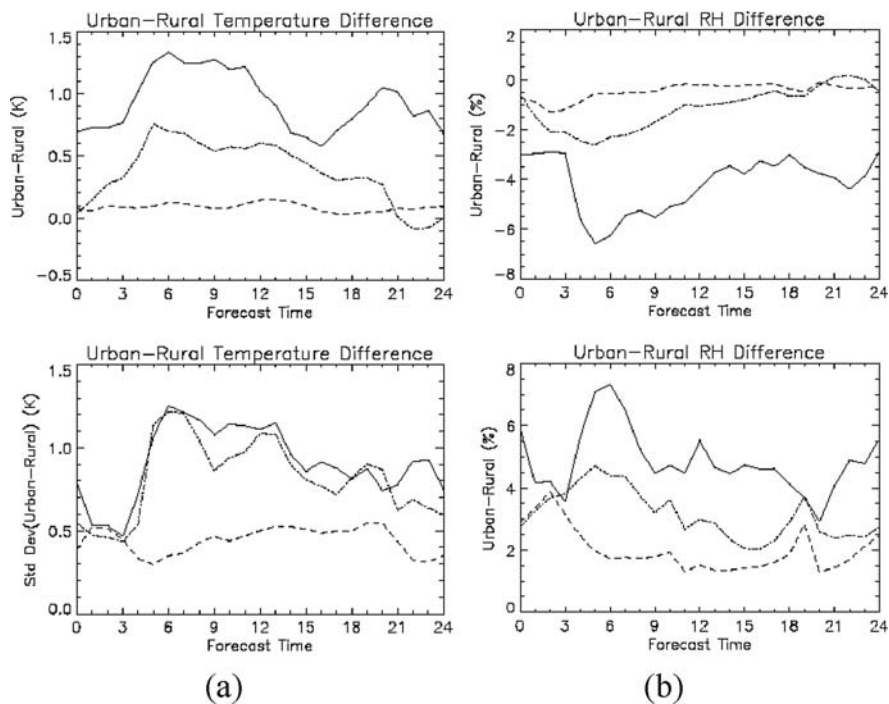 Urban-Rural Temperature Difference
1.5
1.0
0.5
0.0
-0.5
Urban-Rural (K)
0 3 6 9 12 15 18 21 24
Forecast Time
Urban-Rural RH Difference
2
0
-2
-4
-6
-8
Urban-Rural (%)
0 3 6 9 12 15 18 21 24
Forecast Time
Urban-Rural Temperature Difference
1.5
1.0
0.5
0.0
Std Dev(Urban-Rural) (K)
0 3 6 9 12 15 18 21 24
Forecast Time
Urban-Rural RH Difference
8
6
4
2
0
Urban-Rural (%)
0 3 6 9 12 15 18 21 24
Forecast Time
(a)
(b)